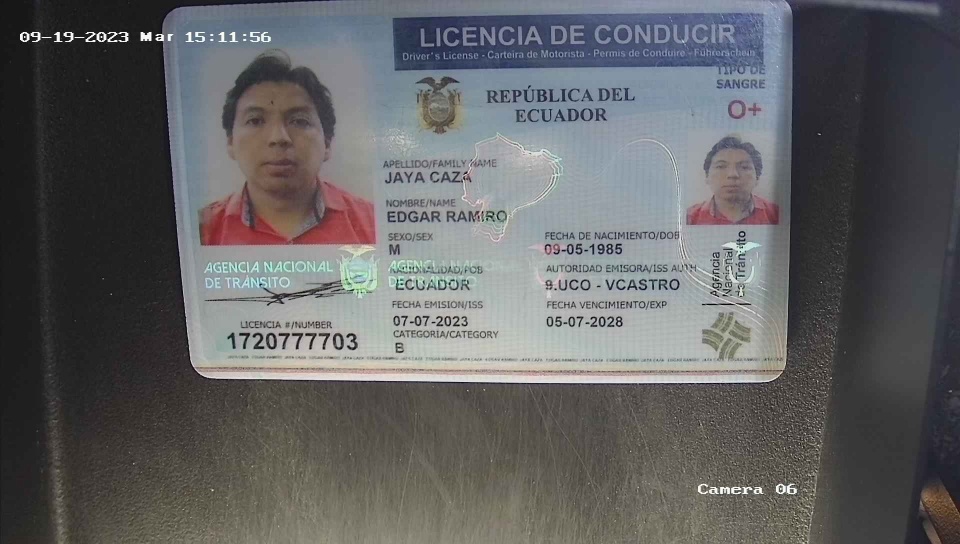 09-19-2023 Mar 15:11:56
LICENCIA DE CONDUCIR
Driver's License - Carteira de Motorista - Permis de Conduire - Führerschein
TIPO DE
SANGRE
O+
REPÚBLICA DEL
ECUADOR
APELLIDO/FAMILY NAME
JAYA CAZA
NOMBRE/NAME
EDGAR RAMIRO
SEXO/SEX
M
FECHA DE NACIMIENTO/DOB
09-05-1985
NACIONALIDAD/POB
ECUADOR
AUTORIDAD EMISORA/ISS AUTH
9.UCO - VCASTRO
FECHA EMISION/ISS
07-07-2023
FECHA VENCIMIENTO/EXP
05-07-2028
CATEGORIA/CATEGORY
B
AGENCIA NACIONAL
DE TRÁNSITO
AGENCIA NACIONAL
DE TRÁNSITO
LICENCIA #/NUMBER
1720777703
Agencia
Nacional
de Tránsito
Camera 06